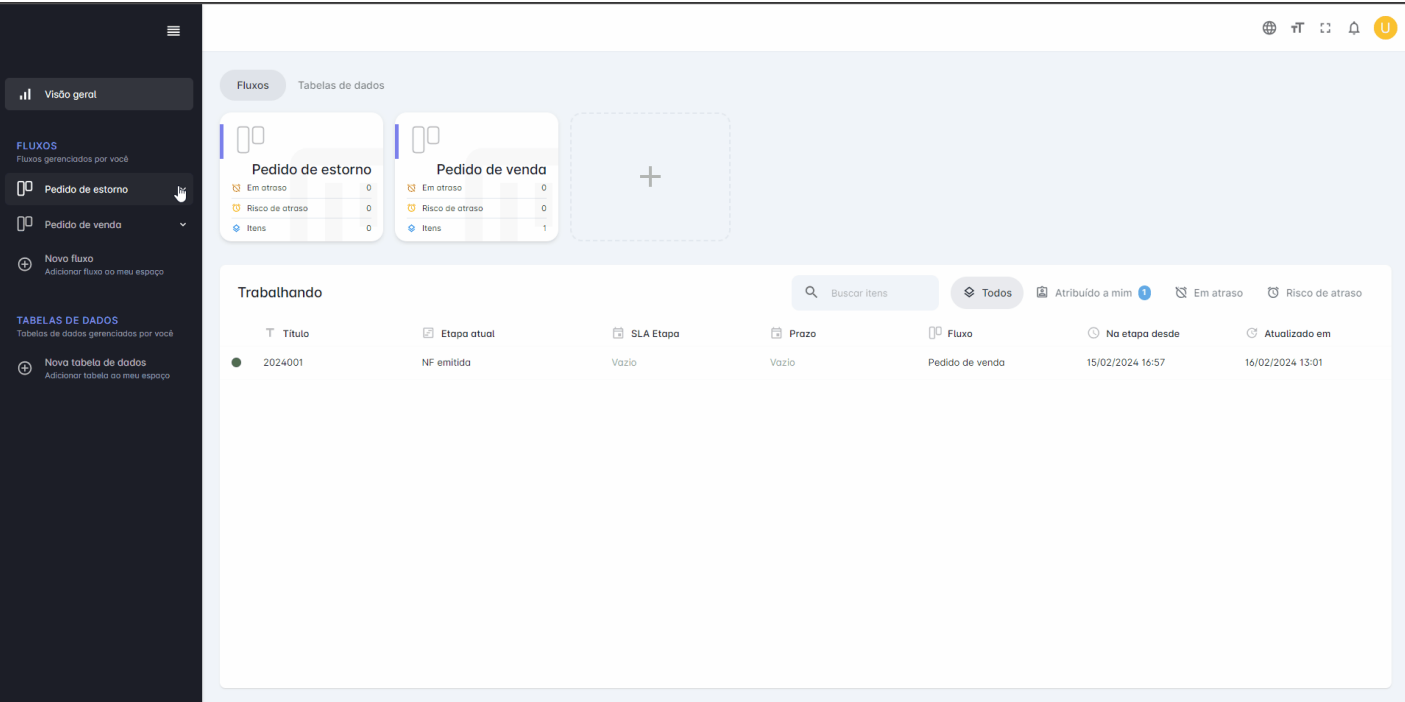 U
Visão geral
FLUXOS
Fluxos gerenciados por você
Pedido de estorno
Pedido de venda
Novo fluxo
Adicionar fluxo ao meu espaço
TABELAS DE DADOS
Tabelas de dados gerenciados por você
Nova tabela de dados
Adicionar tabela ao meu espaço
Fluxos Tabelas de dados
Pedido de estorno
Em atraso 0
Risco de atraso 0
Itens 0
Pedido de venda
Em atraso 0
Risco de atraso 0
Itens 1
Trabalhando Buscar itens Todos Atribuído a mim 1 Em atraso Risco de atraso
Título Etapa atual SLA Etapa Prazo Fluxo Na etapa desde Atualizado em
2024001 NF emitida Vazio Vazio Pedido de venda 15/02/2024 16:57 16/02/2024 13:01